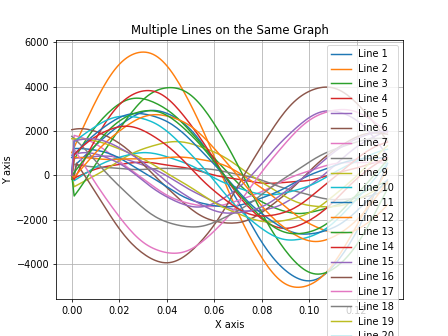 Multiple Lines on the Same Graph
Y axis
6000
4000
2000
0
−2000
−4000
0.00
0.02
0.04
0.06
0.08
0.10
X axis
Line 1
Line 2
Line 3
Line 4
Line 5
Line 6
Line 7
Line 8
Line 9
Line 10
Line 11
Line 12
Line 13
Line 14
Line 15
Line 16
Line 17
Line 18
Line 19
Line 20